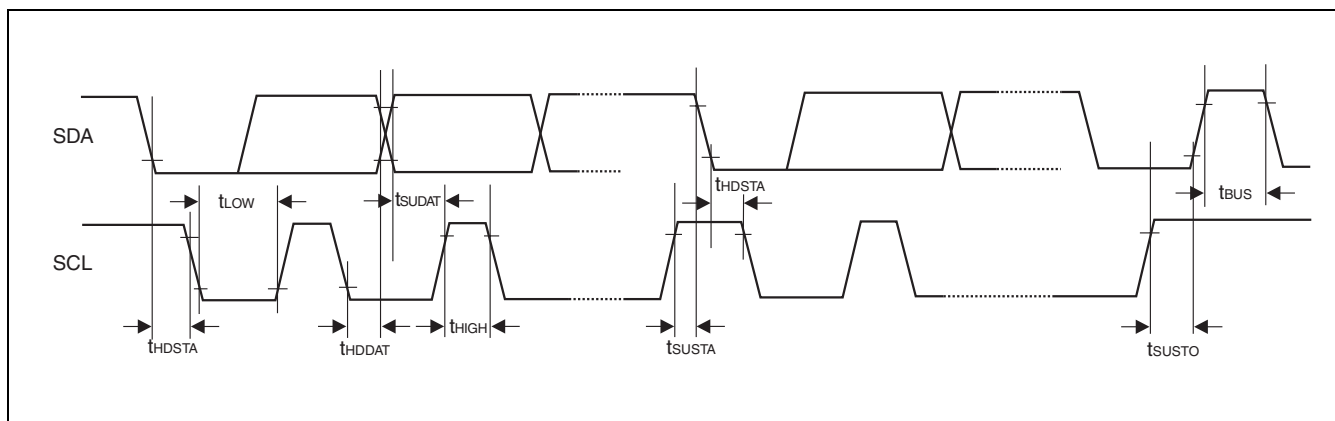 SDA
tHDSTA
tLOW
tSUDAT
tBUS
SCL
tHDSTA
tHDDAT
tHIGH
tSUSTA
tSUSTO